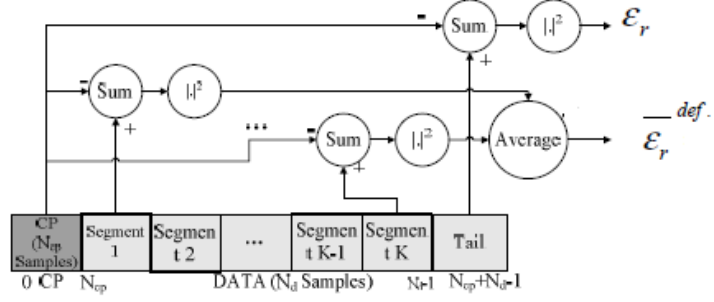 - Sum |.|² ε_r
+
- Sum |.|²
+
... - Sum |.|² Average ε̅_r def.
+
CP
(N_cp
Samples)
Segment
1
Segmen
t 2
...
Segmen
t K-1
Segmen
t K
Tail
0 CP N_cp DATA (N_d Samples) N_d-1 N_cp+N_d-1